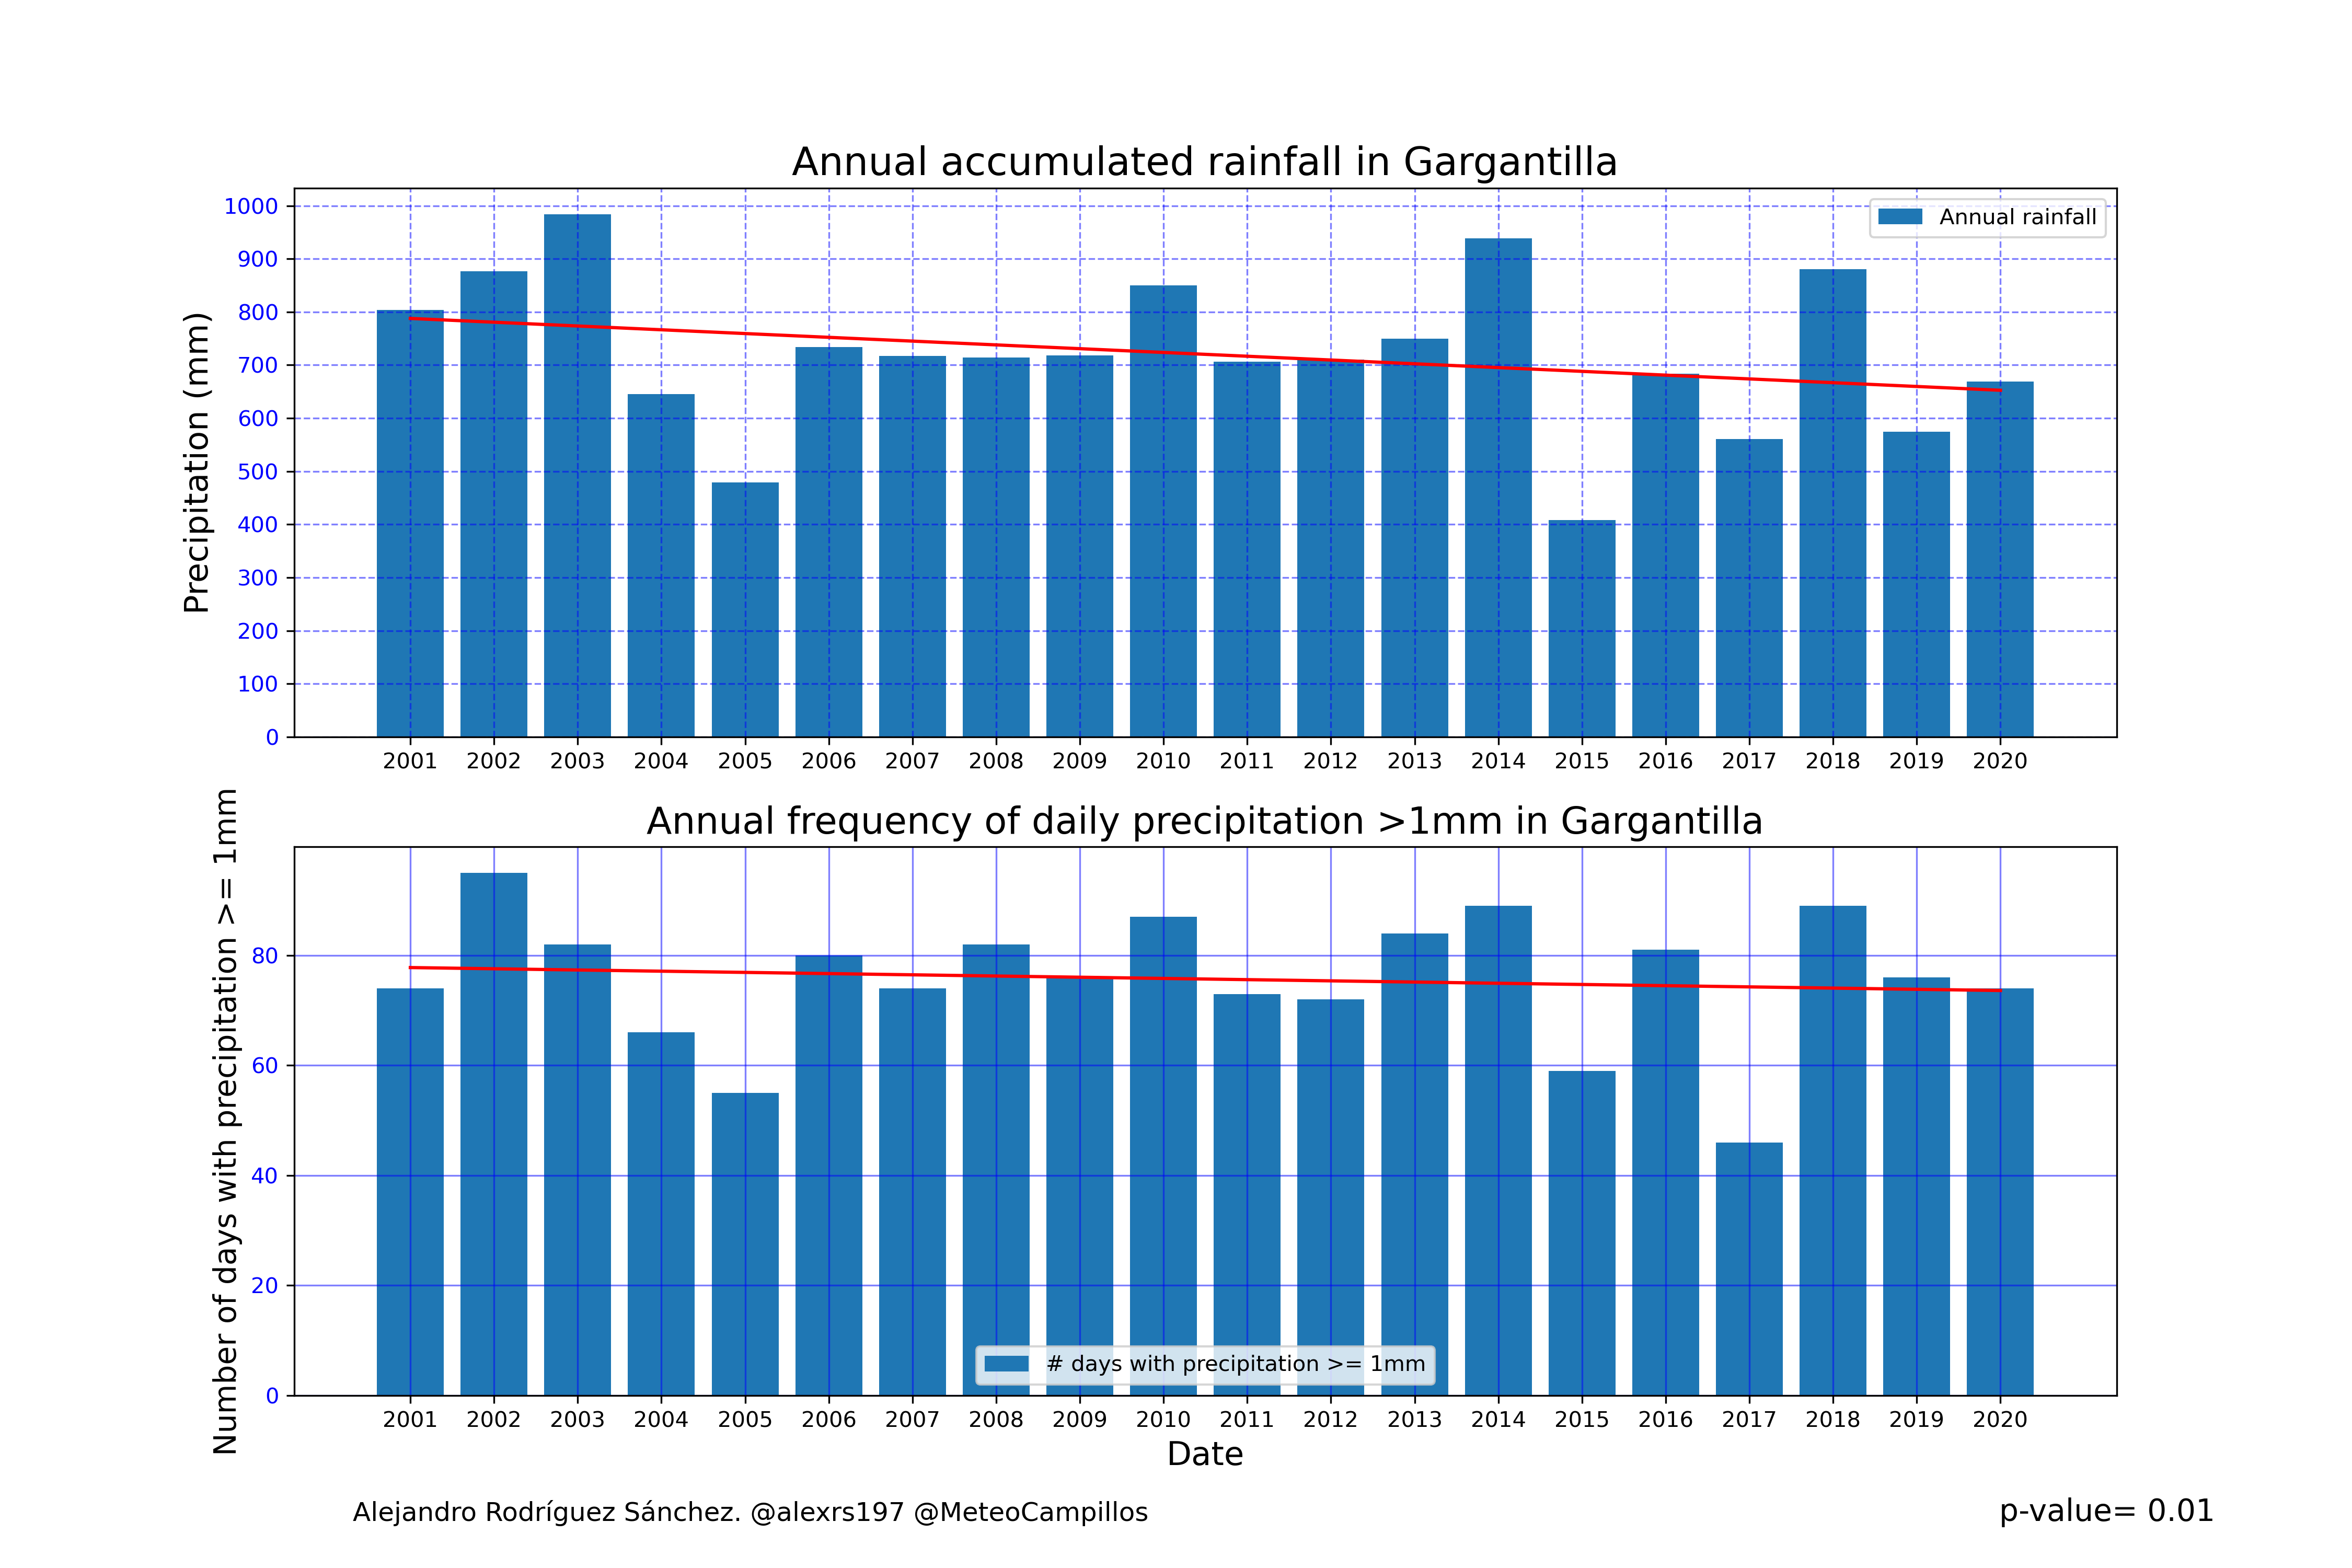 Annual accumulated rainfall in Gargantilla
Precipitation (mm)
1000
900
800
700
600
500
400
300
200
100
0
Annual rainfall
2001 2002 2003 2004 2005 2006 2007 2008 2009 2010 2011 2012 2013 2014 2015 2016 2017 2018 2019 2020
Annual frequency of daily precipitation >1mm in Gargantilla
Number of days with precipitation >= 1mm
80
60
40
20
0
# days with precipitation >= 1mm
2001 2002 2003 2004 2005 2006 2007 2008 2009 2010 2011 2012 2013 2014 2015 2016 2017 2018 2019 2020
Date
Alejandro Rodríguez Sánchez. @alexrs197 @MeteoCampillos
p-value= 0.01